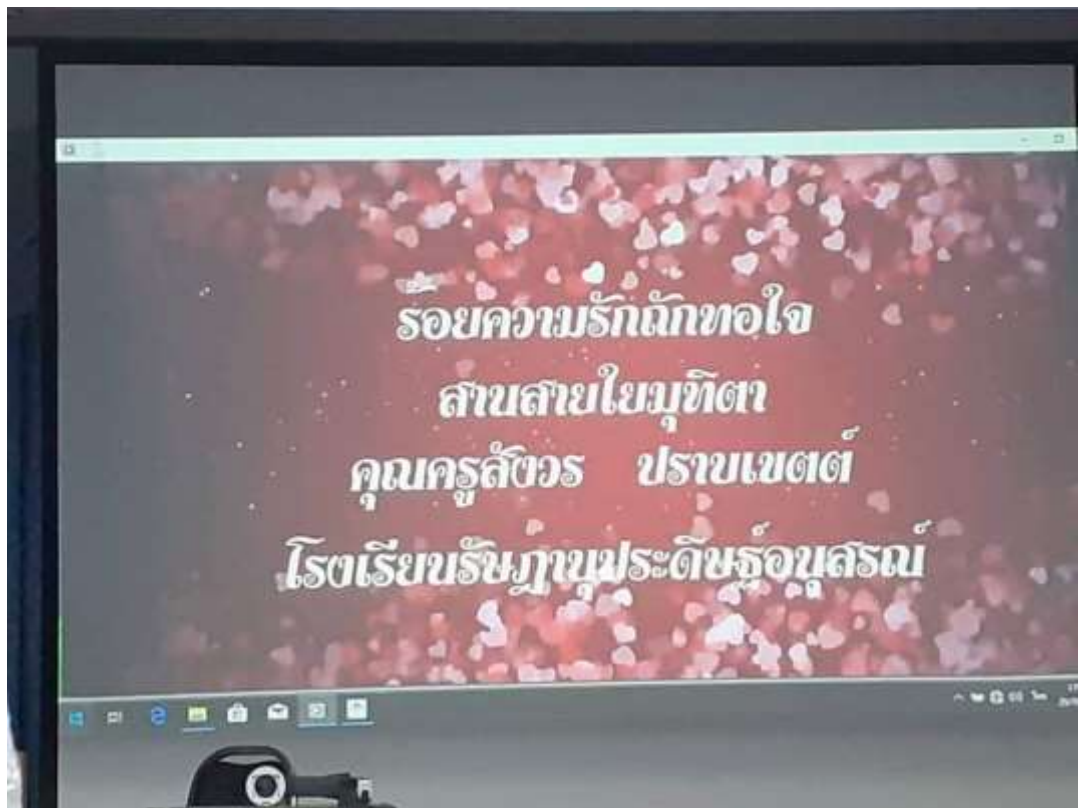 ร้อยความรักถักทอใจ
สานสายใยมุทิตา
คุณครูสังวร ปราบเขตต์
โรงเรียนรัษฎานุประดิษฐ์อนุสรณ์